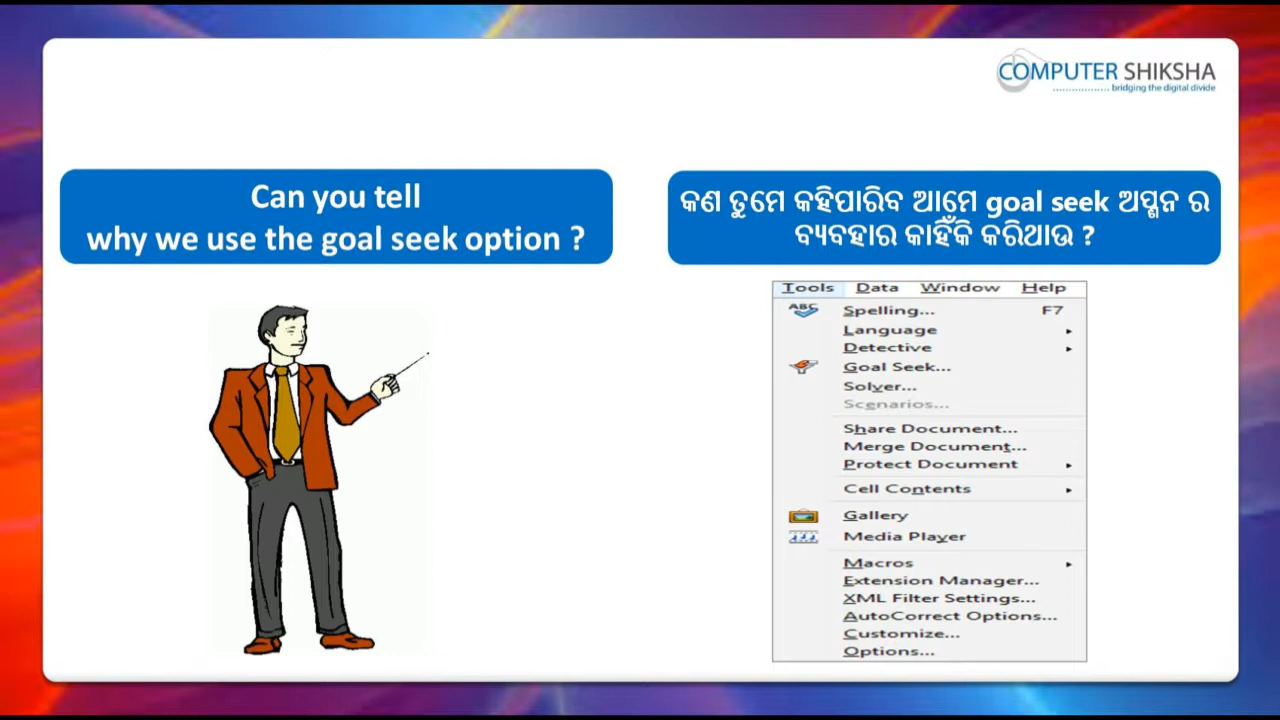 COMPUTER SHIKSHA
.................. bridging the digital divide
Can you tell
why we use the goal seek option ?
କଣ ତୁମେ କହିପାରିବ ଆମେ goal seek ଅପ୍ସନ ର
ବ୍ୟବହାର କାହିଁକି କରିଥାଉ ?
Tools Data Window Help
ABC Spelling... F7
Language
Detective
Goal Seek...
Solver...
Scenarios...
Share Document...
Merge Document...
Protect Document
Cell Contents
Gallery
Media Player
Macros
Extension Manager...
XML Filter Settings...
AutoCorrect Options...
Customize...
Options...